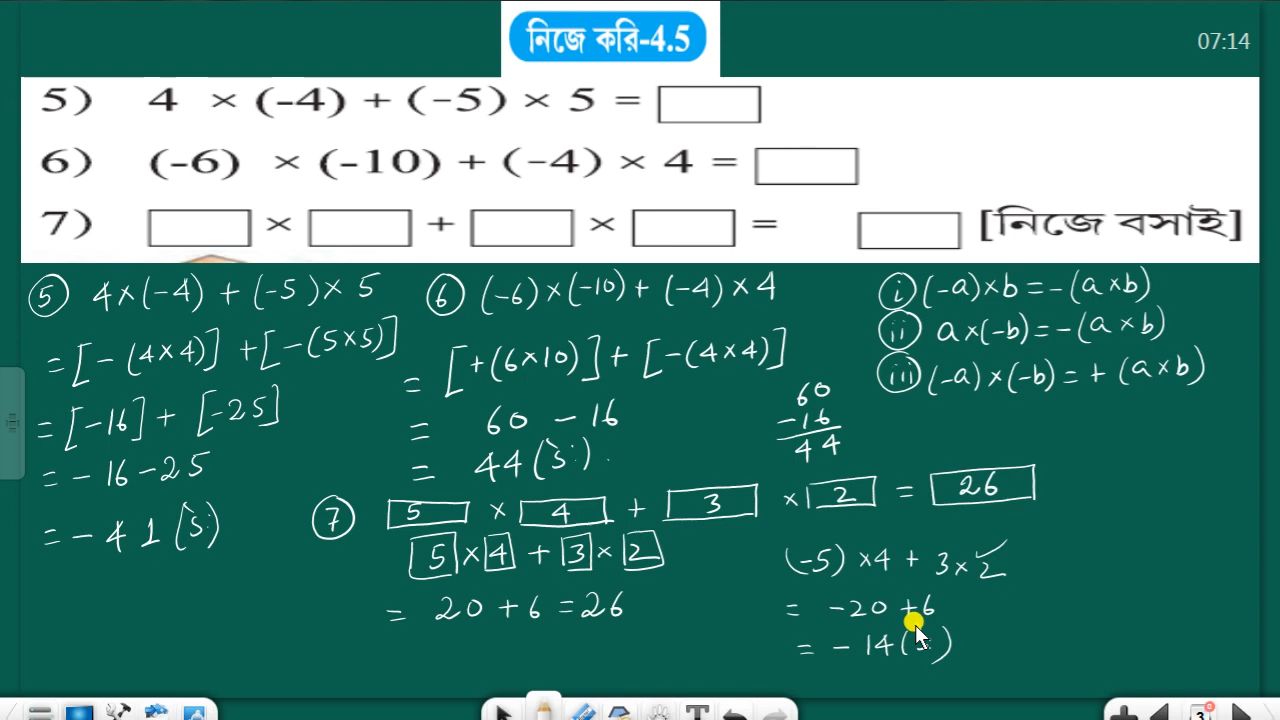 নিজে করি-4.5
07:14
5) 4 × (-4) + (-5) × 5 =
6) (-6) × (-10) + (-4) × 4 =
7) × + × = [নিজে বসাই]
⑤ 4×(-4) + (-5)× 5
= [-(4×4)] + [-(5×5)]
= [-16] + [-25]
= -16-25
= -41
⑥ (-6)×(-10)+(-4)×4
= [+(6×10)]+[-(4×4)]
= 60 - 16
= 44
60
-16
44
ⓘ (-a)×b=-(a×b)
ⓘⓘ a×(-b)=-(a×b)
ⓘⓘⓘ (-a)×(-b)=+(a×b)
⑦ 5 × 4 + 3 × 2 = 26
5 × 4 + 3 × 2
= 20 + 6 = 26
(-5) ×4 + 3×2
= -20 +6
= -14
3